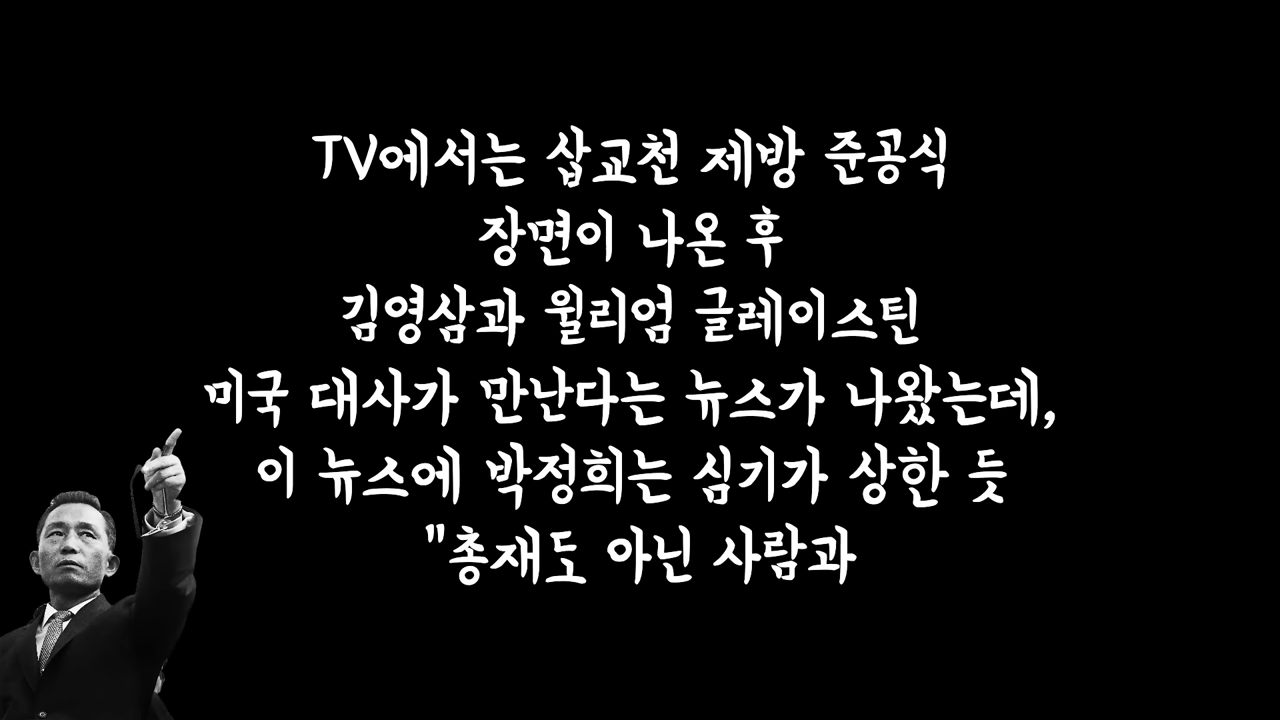 TV에서는 삽교천 제방 준공식
장면이 나온 후
김영삼과 윌리엄 글레이스틴
미국 대사가 만난다는 뉴스가 나왔는데,
이 뉴스에 박정희는 심기가 상한 듯
"총재도 아닌 사람과